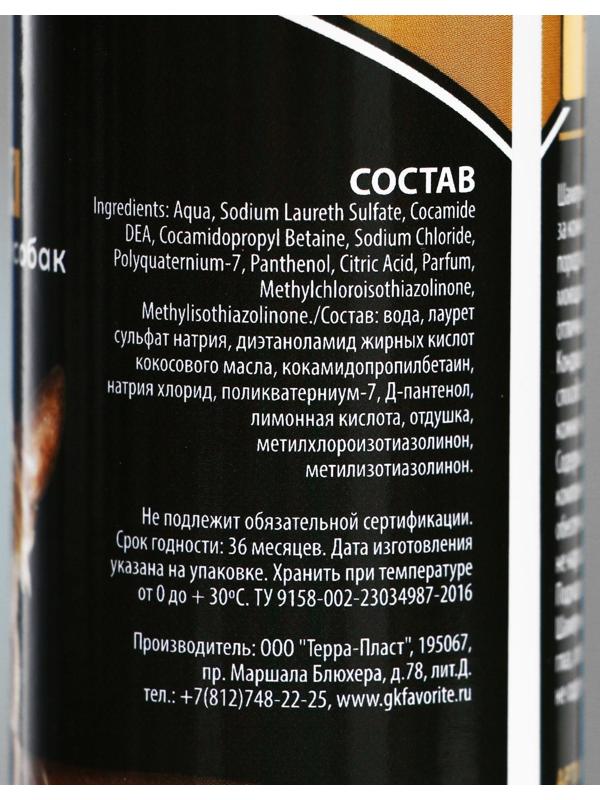 СОСТАВ
Ingredients: Aqua, Sodium Laureth Sulfate, Cocamide
DEA, Cocamidopropyl Betaine, Sodium Chloride,
Polyquaternium-7, Panthenol, Citric Acid, Parfum,
Methylchloroisothiazolinone,
Methylisothiazolinone./Состав: вода, лаурет
сульфат натрия, диэтаноламид жирных кислот
кокосового масла, кокамидопропилбетаин,
натрия хлорид, поликватерниум-7, Д-пантенол,
лимонная кислота, отдушка,
метилхлороизотиазолинон,
метилизотиазолинон.
Не подлежит обязательной сертификации.
Срок годности: 36 месяцев. Дата изготовления
указана на упаковке. Хранить при температуре
от 0 до + 30ºС. ТУ 9158-002-23034987-2016
Производитель: ООО "Терра-Пласт", 195067,
пр. Маршала Блюхера, д.78, лит.Д.
тел.: +7(812)748-22-25, www.gkfavorite.ru